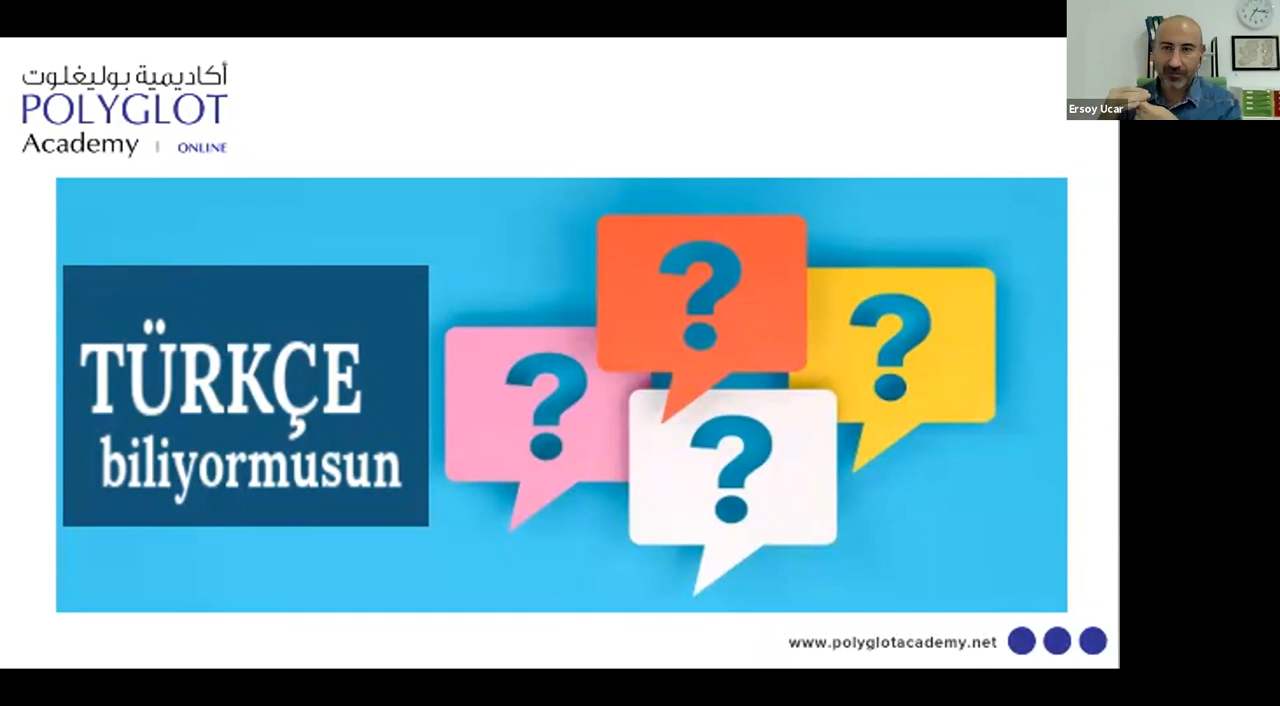 أكاديمية بوليغلوت
POLYGLOT
Academy | ONLINE
Ersoy Ucar
TÜRKÇE
biliyormusun
?
?
?
?
www.polyglotacademy.net